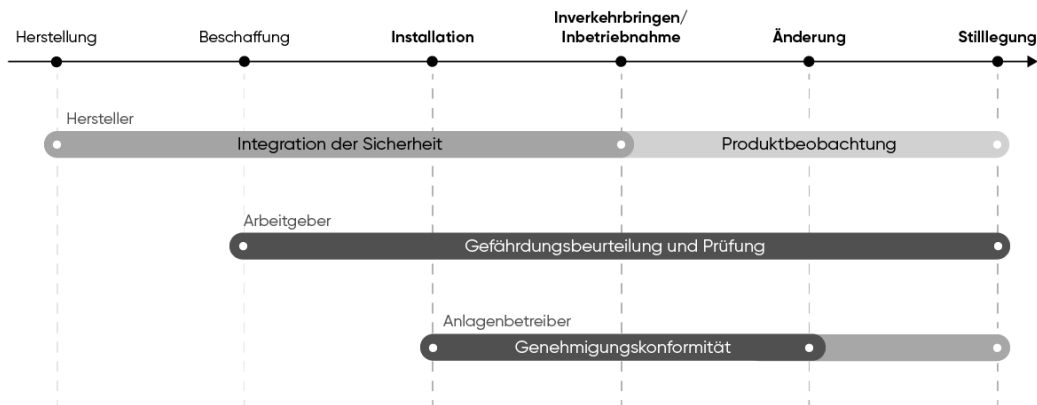 Herstellung
Beschaffung
Installation
Inverkehrbringen/
Inbetriebnahme
Änderung
Stilllegung
Hersteller
Integration der Sicherheit
Produktbeobachtung
Arbeitgeber
Gefährdungsbeurteilung und Prüfung
Anlagenbetreiber
Genehmigungskonformität